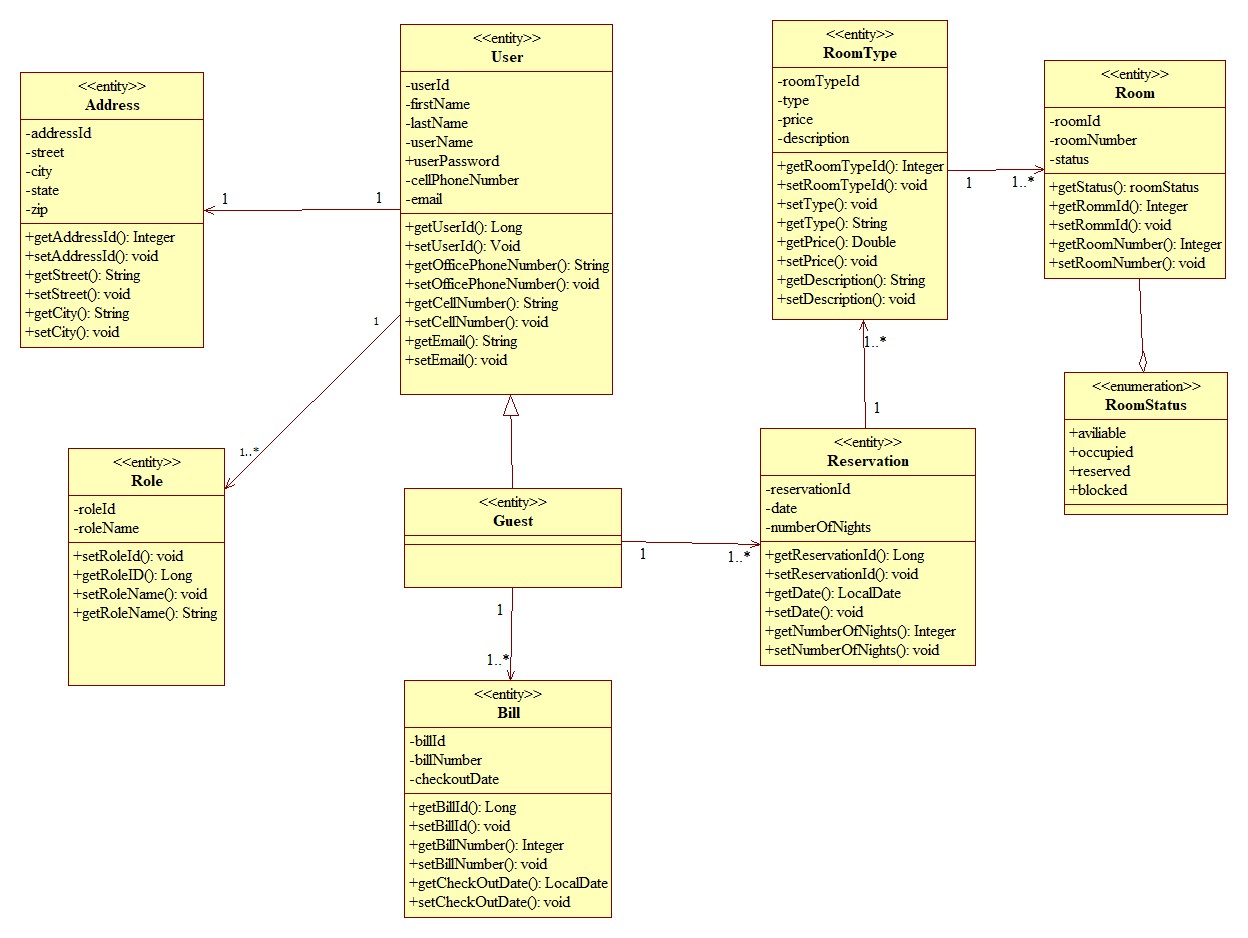 <<entity>>
Address
-addressId
-street
-city
-state
-zip
+getAddressId(): Integer
+setAddressId(): void
+getStreet(): String
+setStreet(): void
+getCity(): String
+setCity(): void
<<entity>>
User
-userId
-firstName
-lastName
-userName
+userPassword
-cellPhoneNumber
-email
+getUserId(): Long
+setUserId(): Void
+getOfficePhoneNumber(): String
+setOfficePhoneNumber(): void
+getCellNumber(): String
+setCellNumber(): void
+getEmail(): String
+setEmail(): void
<<entity>>
RoomType
-roomTypeId
-type
-price
-description
+getRoomTypeId(): Integer
+setRoomTypeId(): void
+setType(): void
+getType(): String
+getPrice(): Double
+setPrice(): void
+getDescription(): String
+setDescription(): void
<<entity>>
Room
-roomId
-roomNumber
-status
+getStatus(): roomStatus
+getRommId(): Integer
+setRommId(): void
+getRoomNumber(): Integer
+setRoomNumber(): void
1
1
1
1..*
1
1..*
1..*
1
<<enumeration>>
RoomStatus
+aviliable
+occupied
+reserved
+blocked
<<entity>>
Role
-roleId
-roleName
+setRoleId(): void
+getRoleID(): Long
+setRoleName(): void
+getRoleName(): String
<<entity>>
Guest
1
1..*
1
1..*
<<entity>>
Reservation
-reservationId
-date
-numberOfNights
+getReservationId(): Long
+setReservationId(): void
+getDate(): LocalDate
+setDate(): void
+getNumberOfNights(): Integer
+setNumberOfNights(): void
<<entity>>
Bill
-billId
-billNumber
-checkoutDate
+getBillId(): Long
+setBillId(): void
+getBillNumber(): Integer
+setBillNumber(): void
+getCheckOutDate(): LocalDate
+setCheckOutDate(): void